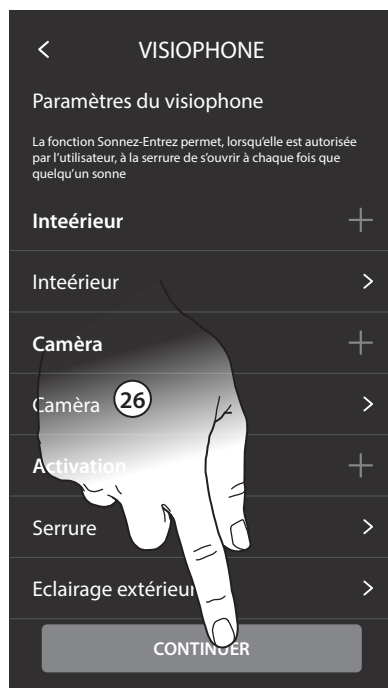 VISIOPHONE
Paramètres du visiophone
La fonction Sonnez-Entrez permet, lorsqu'elle est autorisée
par l'utilisateur, à la serrure de s'ouvrir à chaque fois que
quelqu'un sonne
Inteérieur
Inteérieur
Camèra
Camèra
26
Activation
Serrure
Eclairage extérieur
CONTINUER